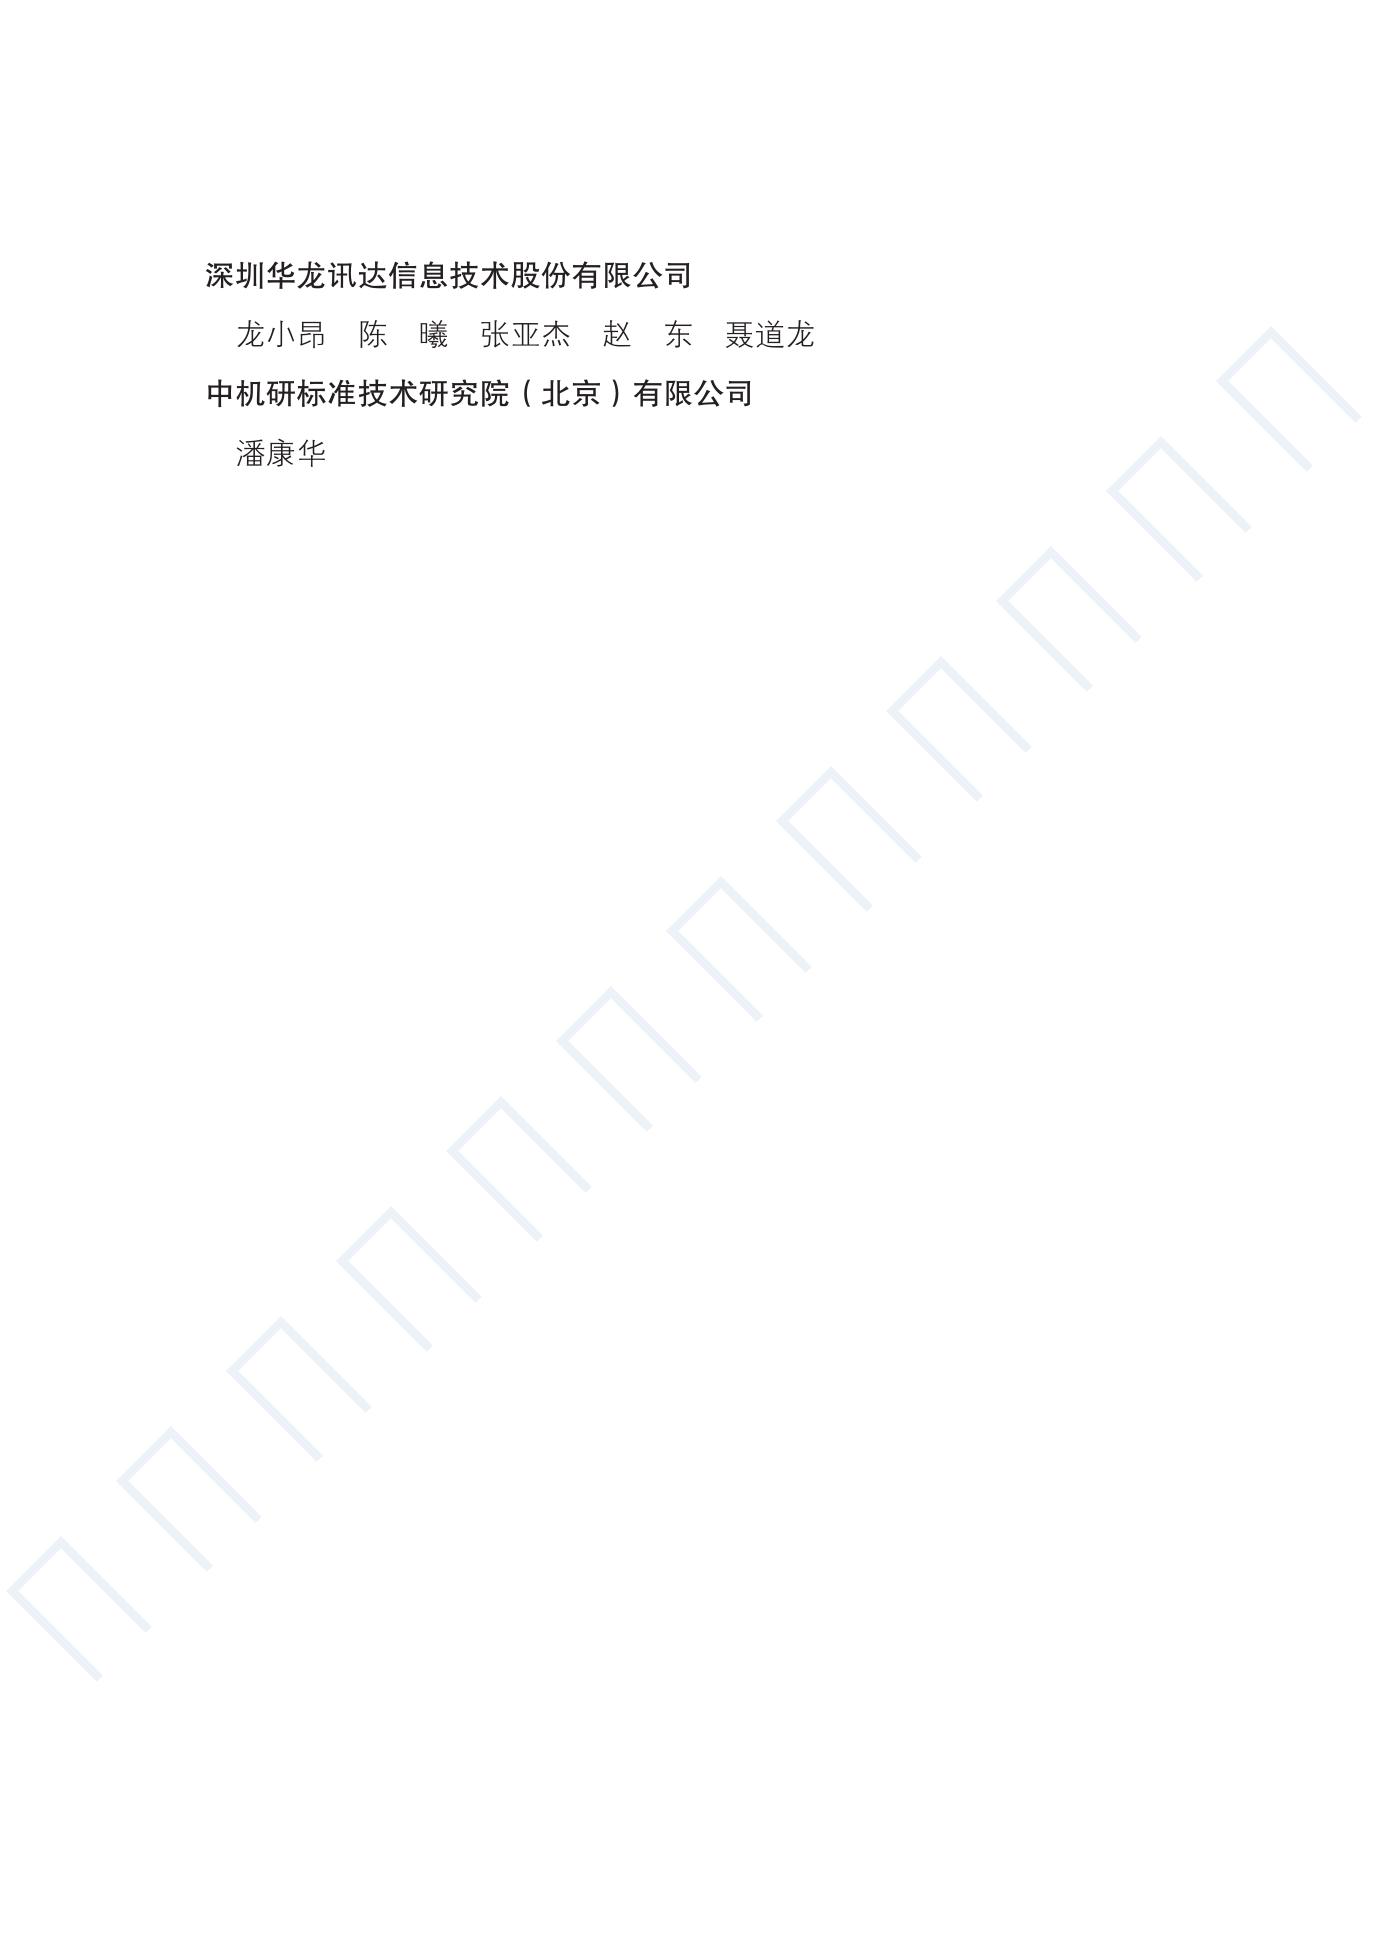 深圳华龙讯达信息技术股份有限公司
龙小昂　陈　曦　张亚杰　赵　东　聂道龙
中机研标准技术研究院（北京）有限公司
潘康华